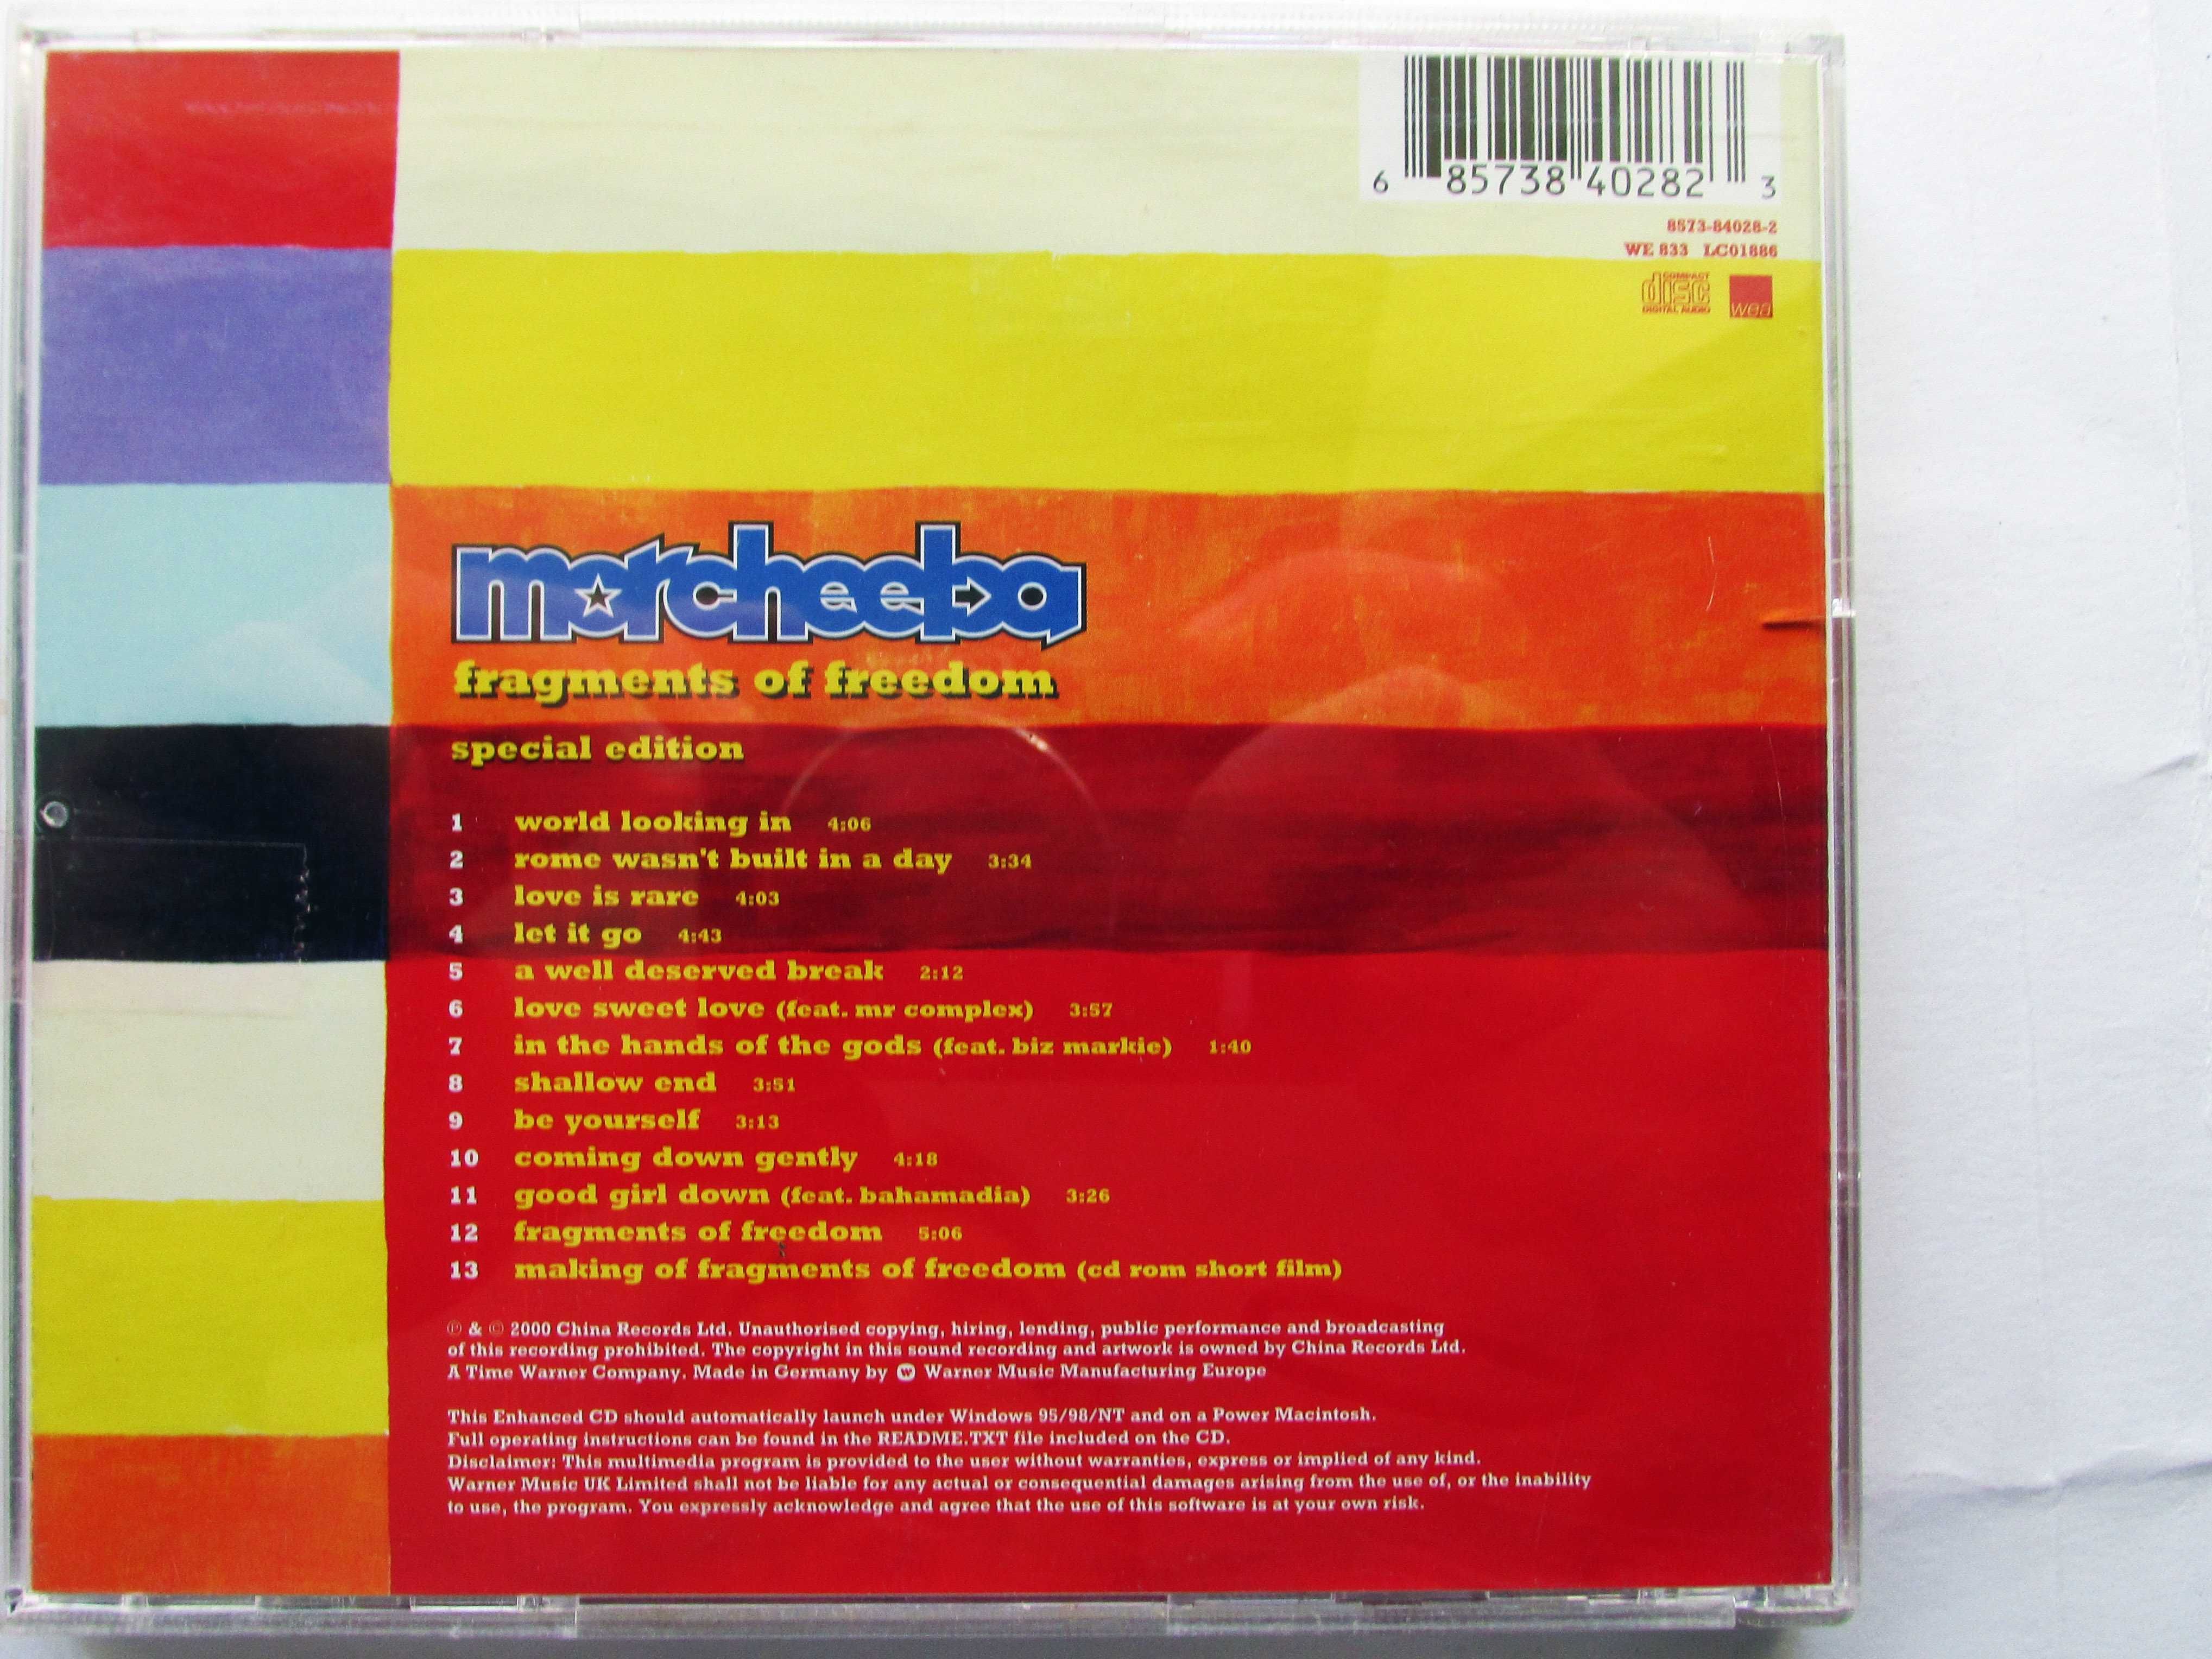 6 85738 40282 3
8573-84028-2
WE 833 LC01886
COMPACT disc DIGITAL AUDIO wea
morcheeba
fragments of freedom
special edition
1 world looking in 4:06
2 rome wasn't built in a day 3:34
3 love is rare 4:03
4 let it go 4:43
5 a well deserved break 2:12
6 love sweet love (feat. mr complex) 3:57
7 in the hands of the gods (feat. biz markie) 1:40
8 shallow end 3:51
9 be yourself 3:13
10 coming down gently 4:18
11 good girl down (feat. bahamadia) 3:26
12 fragments of freedom 5:06
13 making of fragments of freedom (cd rom short film)
℗ & © 2000 China Records Ltd. Unauthorised copying, hiring, lending, public performance and broadcasting
of this recording prohibited. The copyright in this sound recording and artwork is owned by China Records Ltd.
A Time Warner Company. Made in Germany by W Warner Music Manufacturing Europe
This Enhanced CD should automatically launch under Windows 95/98/NT and on a Power Macintosh.
Full operating instructions can be found in the README.TXT file included on the CD.
Disclaimer: This multimedia program is provided to the user without warranties, express or implied of any kind.
Warner Music UK Limited shall not be liable for any actual or consequential damages arising from the use of, or the inability
to use, the program. You expressly acknowledge and agree that the use of this software is at your own risk.